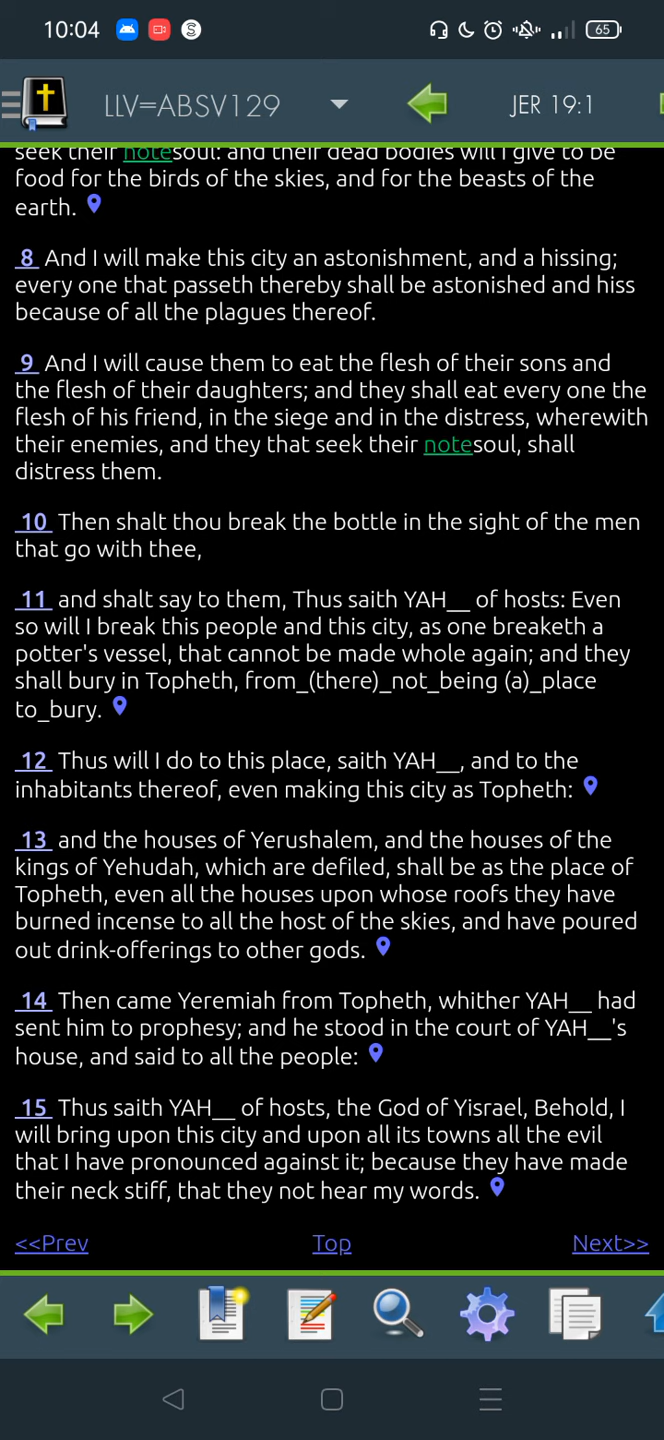 10:04
65
LLV=ABSV129
JER 19:1
seek their notesoul: and their dead bodies will I give to be
food for the birds of the skies, and for the beasts of the
earth.
8 And I will make this city an astonishment, and a hissing;
every one that passeth thereby shall be astonished and hiss
because of all the plagues thereof.
9 And I will cause them to eat the flesh of their sons and
the flesh of their daughters; and they shall eat every one the
flesh of his friend, in the siege and in the distress, wherewith
their enemies, and they that seek their notesoul, shall
distress them.
10 Then shalt thou break the bottle in the sight of the men
that go with thee,
11 and shalt say to them, Thus saith YAH__ of hosts: Even
so will I break this people and this city, as one breaketh a
potter's vessel, that cannot be made whole again; and they
shall bury in Topheth, from_(there)_not_being (a)_place
to_bury.
12 Thus will I do to this place, saith YAH__, and to the
inhabitants thereof, even making this city as Topheth:
13 and the houses of Yerushalem, and the houses of the
kings of Yehudah, which are defiled, shall be as the place of
Topheth, even all the houses upon whose roofs they have
burned incense to all the host of the skies, and have poured
out drink-offerings to other gods.
14 Then came Yeremiah from Topheth, whither YAH__ had
sent him to prophesy; and he stood in the court of YAH__'s
house, and said to all the people:
15 Thus saith YAH__ of hosts, the God of Yisrael, Behold, I
will bring upon this city and upon all its towns all the evil
that I have pronounced against it; because they have made
their neck stiff, that they not hear my words.
<<Prev Top Next>>